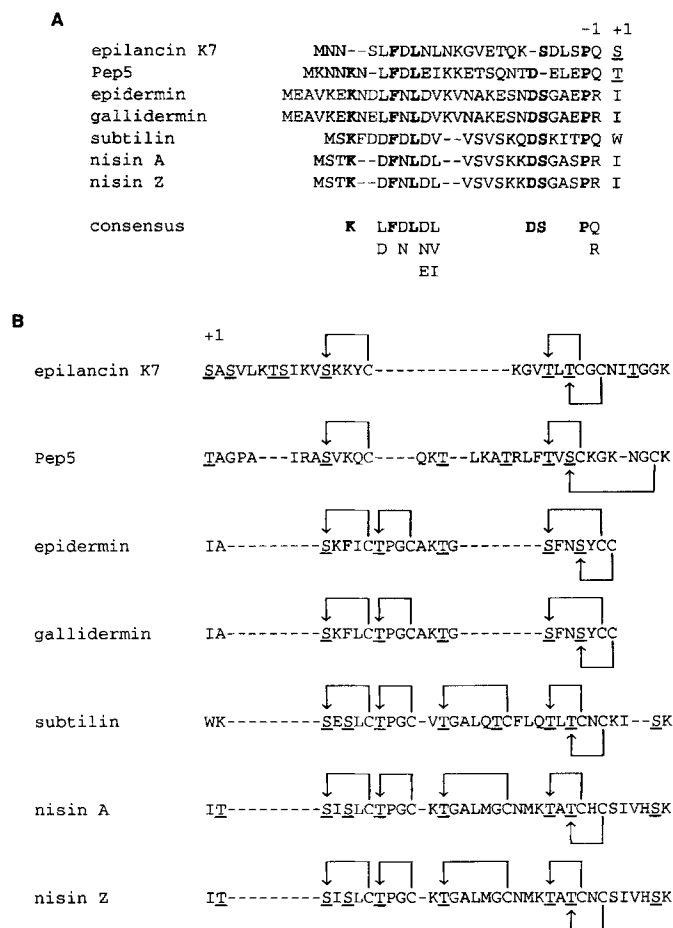 A
-1 +1
epilancin K7 MNN--SLFDLNLNKGVETQK-SDLSPQ S
Pep5 MKNNKN-LFDLEIKKETSQNTD-ELEPQ T
epidermin MEAVKEKNDLFNLDVKVNAKESNDSGAEPR I
gallidermin MEAVKEKNELFNLDVKVNAKESNDSGAEPR I
subtilin MSKFDDFDLDV--VSVSKQDSKITPQ W
nisin A MSTK--DFNLDL--VSVSKKDSGASPR I
nisin Z MSTK--DFNLDL--VSVSKKDSGASPR I
consensus K LFDLDL DS PQ
D N NV R
EI
B
+1
epilancin K7 SASVLKTSIKVSKKYC-------------KGVTLTCGCNITGGK
Pep5 TAGPA---IRASVKQC----QKT---LKATRLFTVSCKGK-NGCK
epidermin IA---------SKFICTPGCAKTG---------SFNSYCC
gallidermin IA---------SKFLCTPGCAKTG---------SFNSYCC
subtilin WK---------SESLCTPGC-VTGALQTCFLQTLTCNCKI---SK
nisin A IT---------SISLCTPGC-KTGALMGCNMKTATCHCSIVHSK
nisin Z IT---------SISLCTPGC-KTGALMGCNMKTATCNCSIVHSK